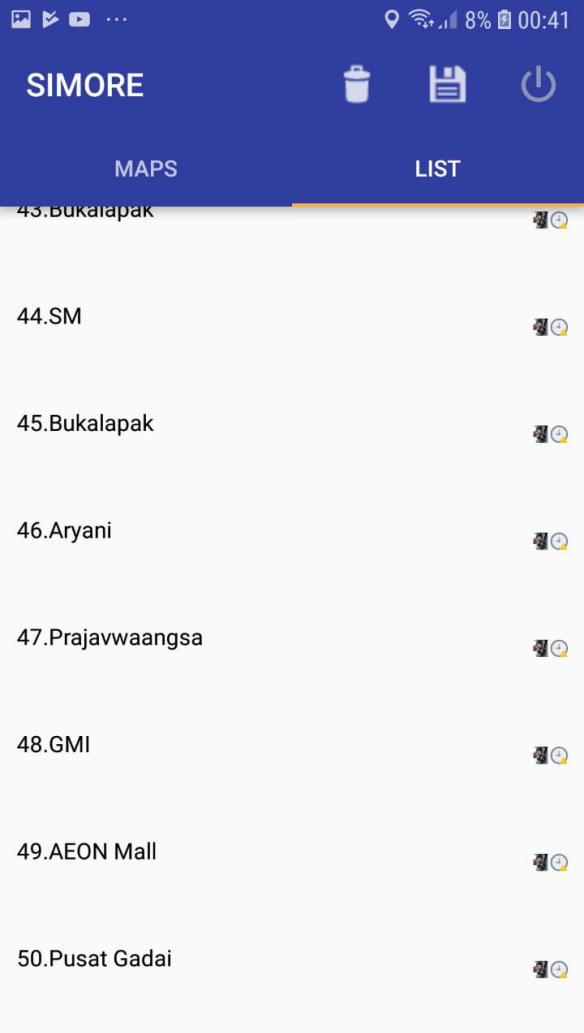 8% 00:41
SIMORE
MAPS LIST
43.Bukalapak
44.SM
45.Bukalapak
46.Aryani
47.Prajavwaangsa
48.GMI
49.AEON Mall
50.Pusat Gadai